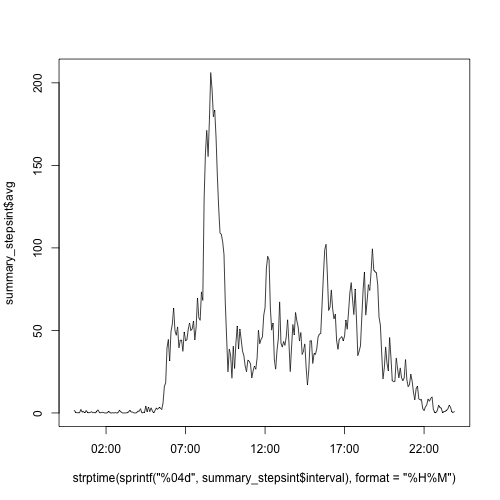 200
150
100
50
0
summary_stepsint$avg
02:00 07:00 12:00 17:00 22:00
strptime(sprintf("%04d", summary_stepsint$interval), format = "%H%M")